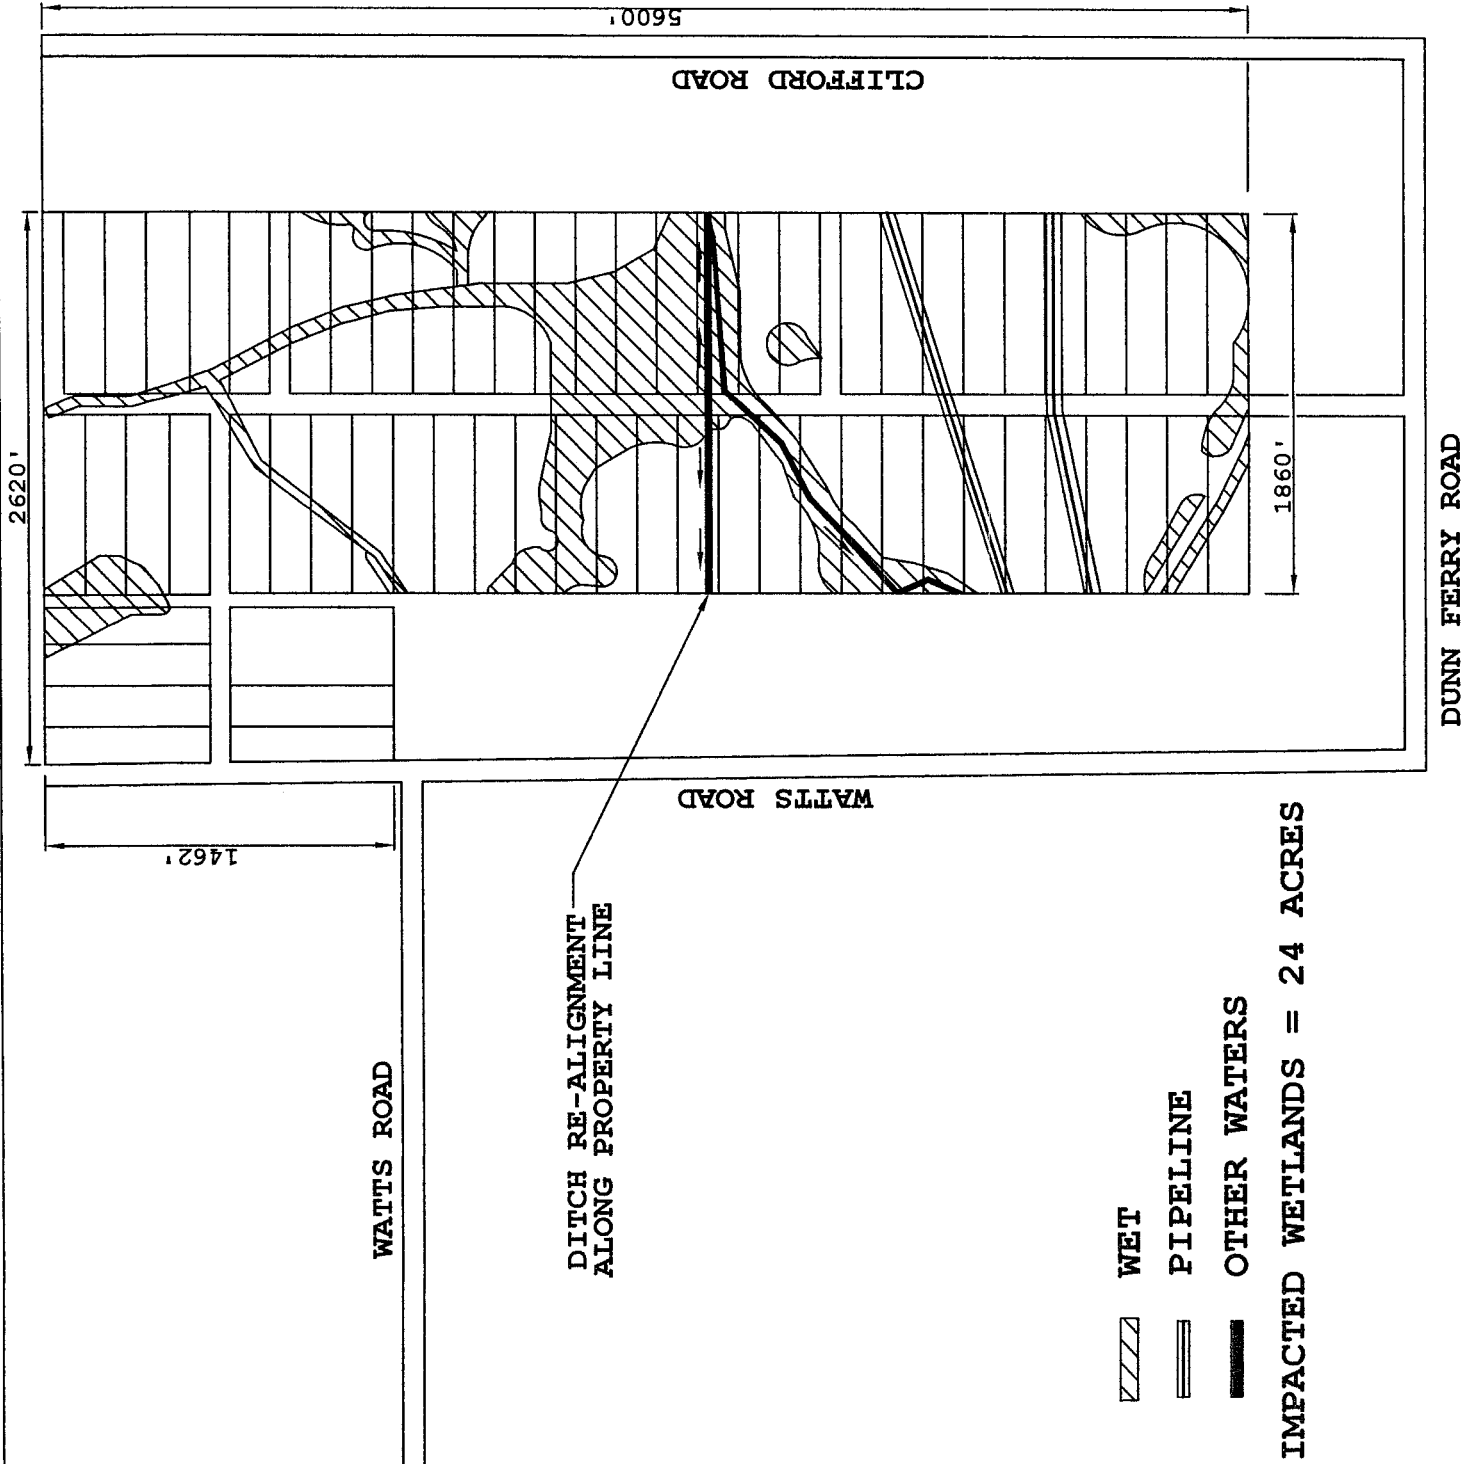 5600'
CLIFFORD ROAD
2620'
1860'
DUNN FERRY ROAD
WATTS ROAD
1462'
WATTS ROAD
DITCH RE-ALIGNMENT
ALONG PROPERTY LINE
WET
PIPELINE
OTHER WATERS
IMPACTED WETLANDS = 24 ACRES